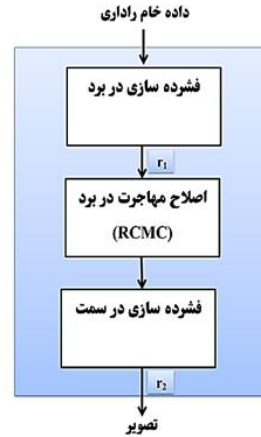 داده خام راداری
فشرده سازی در برد
r₁
اصلاح مهاجرت در برد
(RCMC)
فشرده سازی در سمت
r₂
تصویر